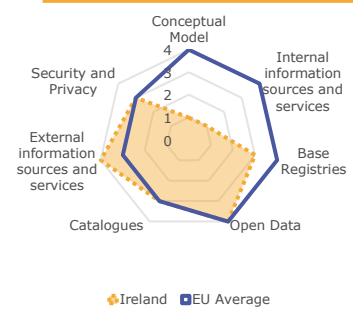 Conceptual
Model
4
3
2
1
0
Internal
information
sources and
services
Base
Registries
Open Data
Catalogues
External
information
sources and
services
Security and
Privacy
Ireland EU Average